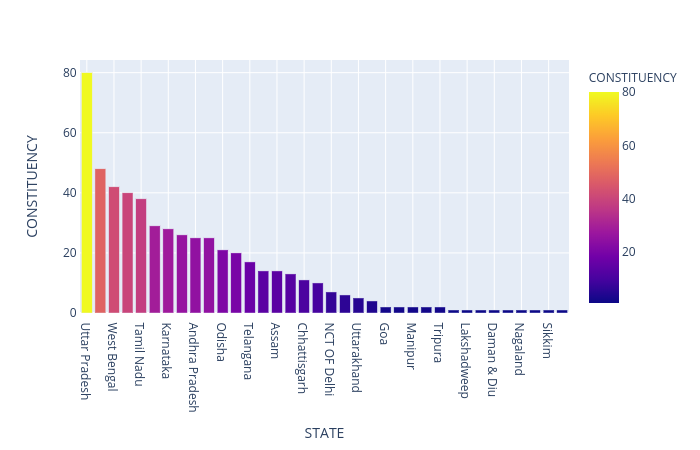 CONSTITUENCY
80
60
40
20
0
CONSTITUENCY
80
60
40
20
Uttar Pradesh
West Bengal
Tamil Nadu
Karnataka
Andhra Pradesh
Odisha
Telangana
Assam
Chhattisgarh
NCT OF Delhi
Uttarakhand
Goa
Manipur
Tripura
Lakshadweep
Daman & Diu
Nagaland
Sikkim
STATE